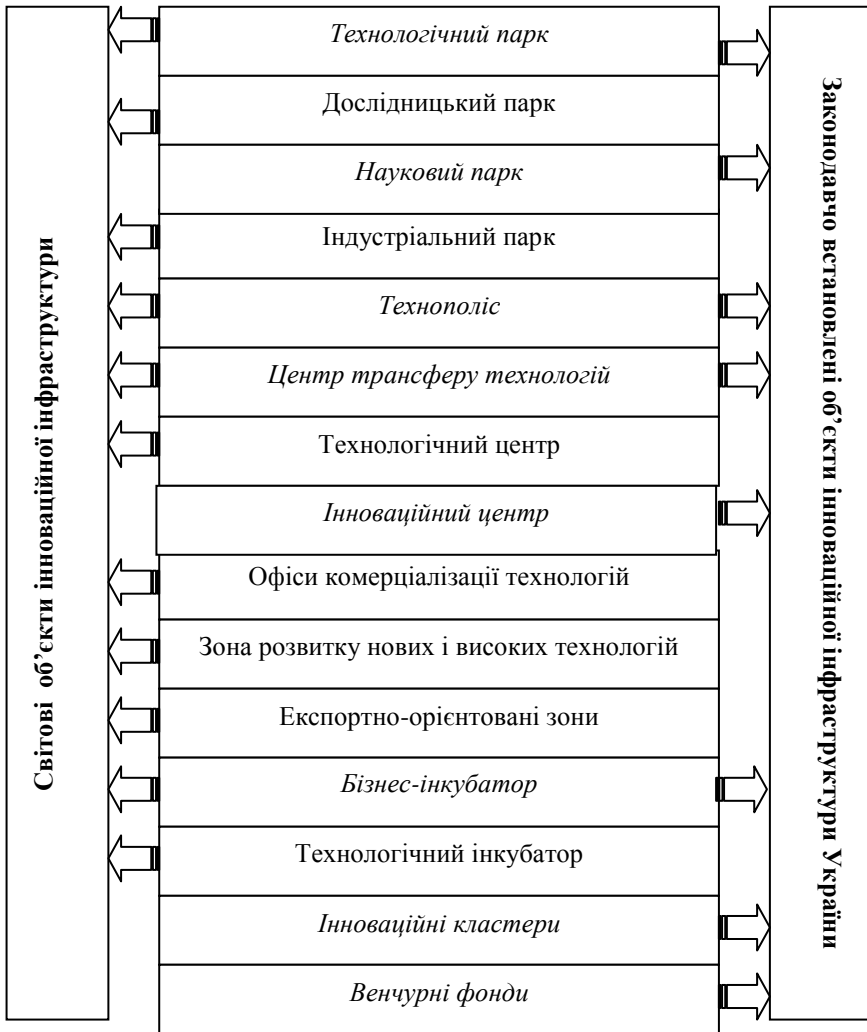 Світові об’єкти інноваційної інфраструктури
Технологічний парк
Дослідницький парк
Науковий парк
Індустріальний парк
Технополіс
Центр трансферу технологій
Технологічний центр
Інноваційний центр
Офіси комерціалізації технологій
Зона розвитку нових і високих технологій
Експортно-орієнтовані зони
Бізнес-інкубатор
Технологічний інкубатор
Інноваційні кластери
Венчурні фонди
Законодавчо встановлені об’єкти інноваційної інфраструктури України